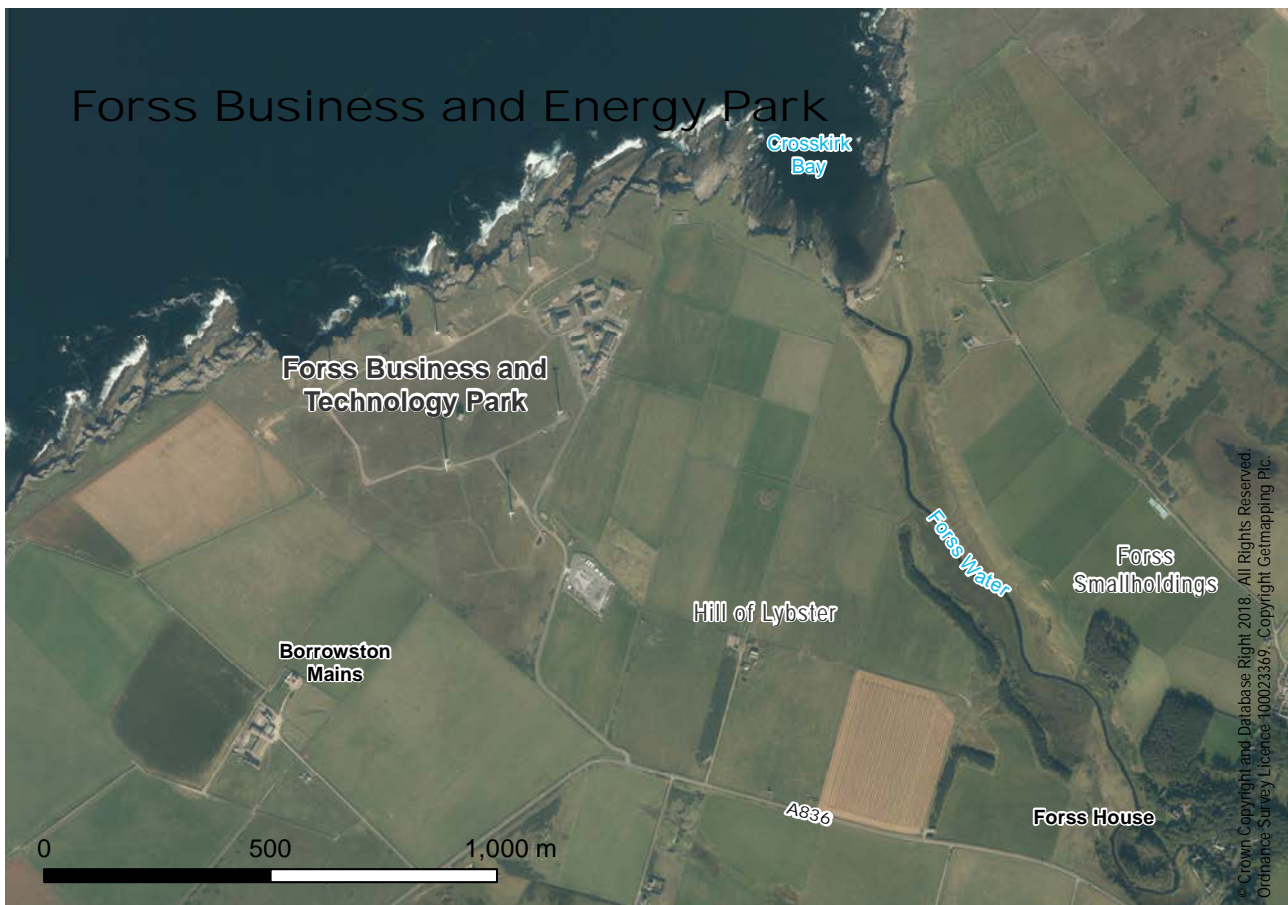 Forss Business and Energy Park
Crosskirk
Bay
Forss Business and
Technology Park
Forss Water
Forss
Smallholdings
Hill of Lybster
Borrowston
Mains
A836
Forss House
0 500 1,000 m
© Crown Copyright and Database Right 2018. All Rights Reserved.
Ordnance Survey Licence 100023369. Copyright Getmapping Plc.